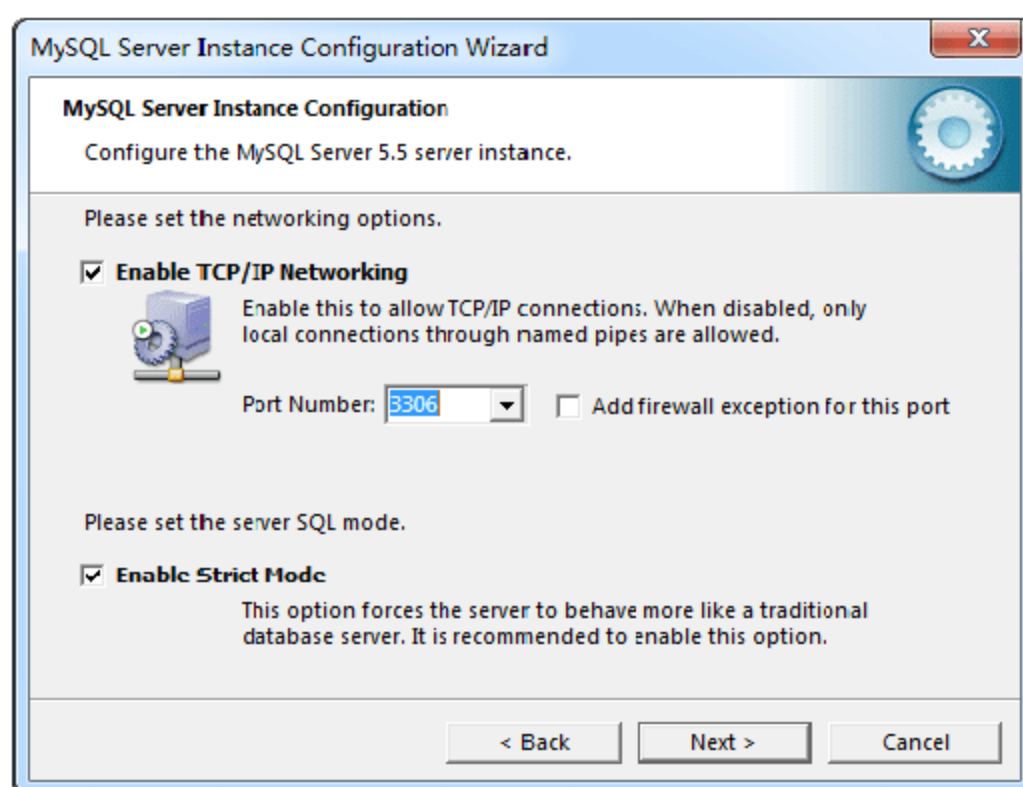 MySQL Server Instance Configuration Wizard
MySQL Server Instance Configuration
Configure the MySQL Server 5.5 server instance.
Please set the networking options.
Enable TCP/IP Networking
Enable this to allow TCP/IP connections. When disabled, only
local connections through named pipes are allowed.
Port Number: 3306 Add firewall exception for this port
Please set the server SQL mode.
Enable Strict Mode
This option forces the server to behave more like a traditional
database server. It is recommended to enable this option.
< Back Next > Cancel